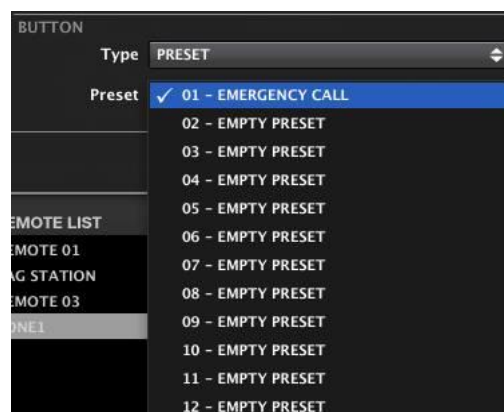 BUTTON
Type PRESET
Preset ✓ 01 - EMERGENCY CALL
02 - EMPTY PRESET
03 - EMPTY PRESET
04 - EMPTY PRESET
05 - EMPTY PRESET
06 - EMPTY PRESET
07 - EMPTY PRESET
08 - EMPTY PRESET
09 - EMPTY PRESET
10 - EMPTY PRESET
11 - EMPTY PRESET
12 - EMPTY PRESET
EMOTE LIST
EMOTE 01
AG STATION
EMOTE 03
ONE1